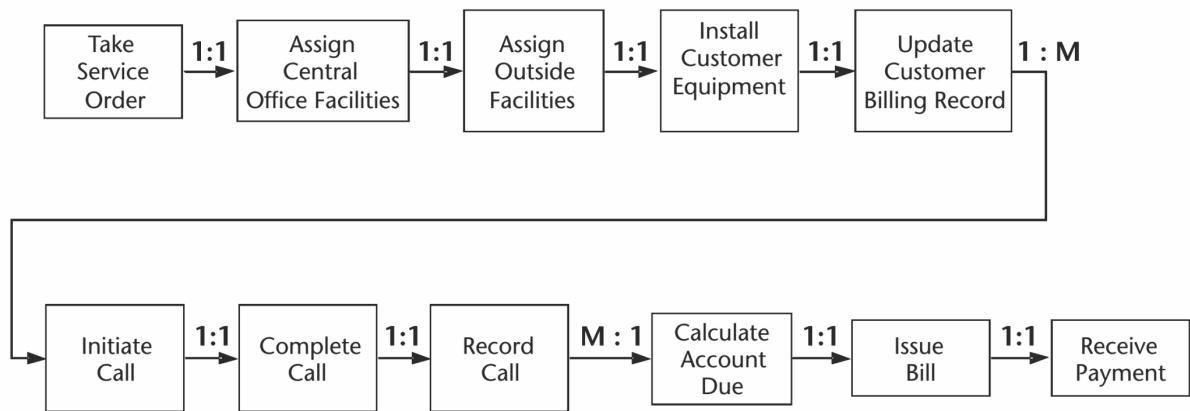 Take
Service
Order
1:1
Assign
Central
Office Facilities
1:1
Assign
Outside
Facilities
1:1
Install
Customer
Equipment
1:1
Update
Customer
Billing Record
1 : M
Initiate
Call
1:1
Complete
Call
1:1
Record
Call
M : 1
Calculate
Account
Due
1:1
Issue
Bill
1:1
Receive
Payment